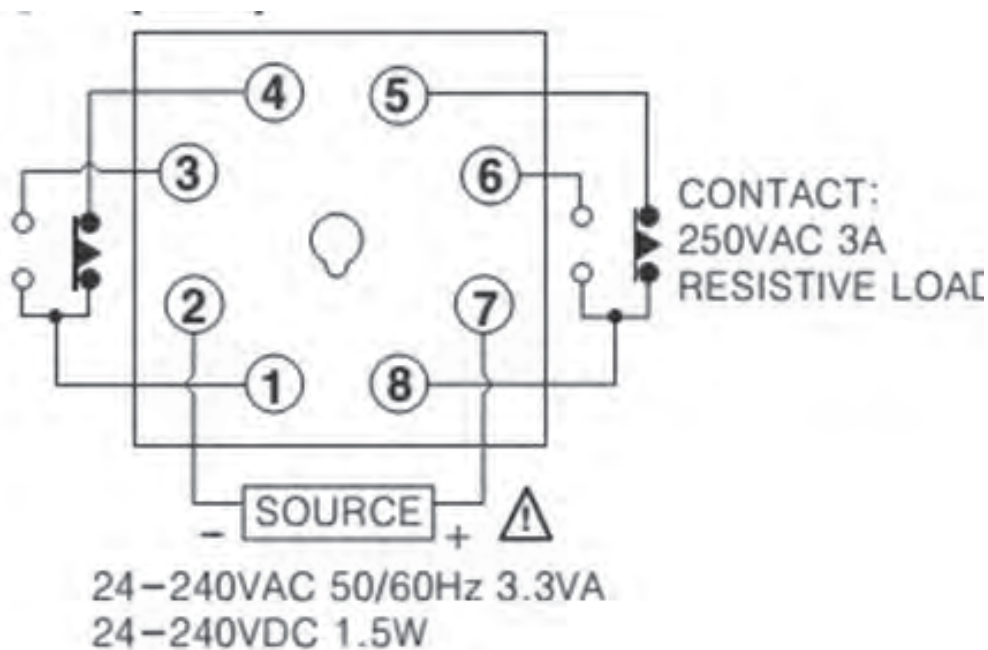 4 5
3 6
CONTACT:
250VAC 3A
RESISTIVE LOAD
2 7
1 8
SOURCE
- +
24-240VAC 50/60Hz 3.3VA
24-240VDC 1.5W